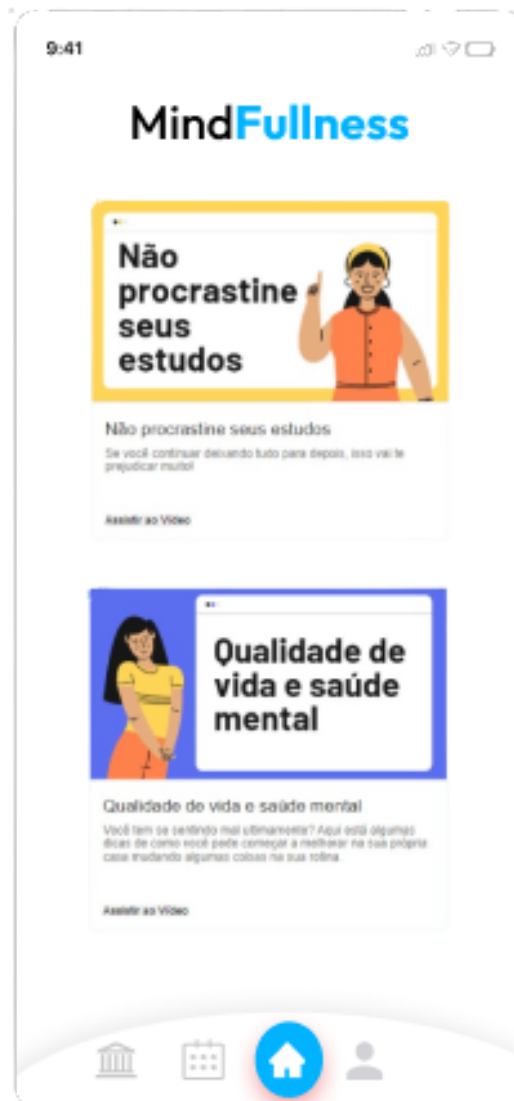 9:41
MindFullness
Não
procrastine
seus
estudos
Não procrastine seus estudos
Se você continuar deixando tudo para depois, isso vai te
prejudicar muito!
Assistir ao Vídeo
Qualidade de
vida e saúde
mental
Qualidade de vida e saúde mental
Você tem se sentindo mal ultimamente? Aqui está algumas
dicas de como você pode começar a melhorar na sua própria
casa mudando algumas coisas na sua rotina
Assistir ao Vídeo